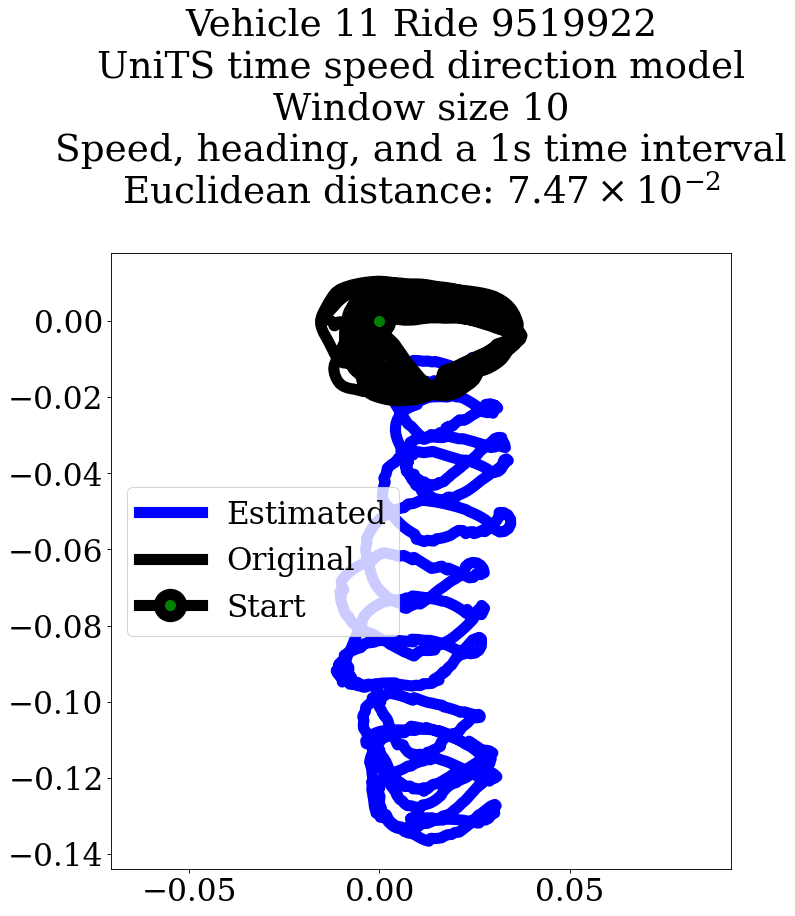 Vehicle 11 Ride 9519922
UniTS time speed direction model
Window size 10
Speed, heading, and a 1s time interval
Euclidean distance: 7.47 × 10⁻²
0.00
−0.02
−0.04
−0.06
−0.08
−0.10
−0.12
−0.14
Estimated
Original
Start
−0.05
0.00
0.05